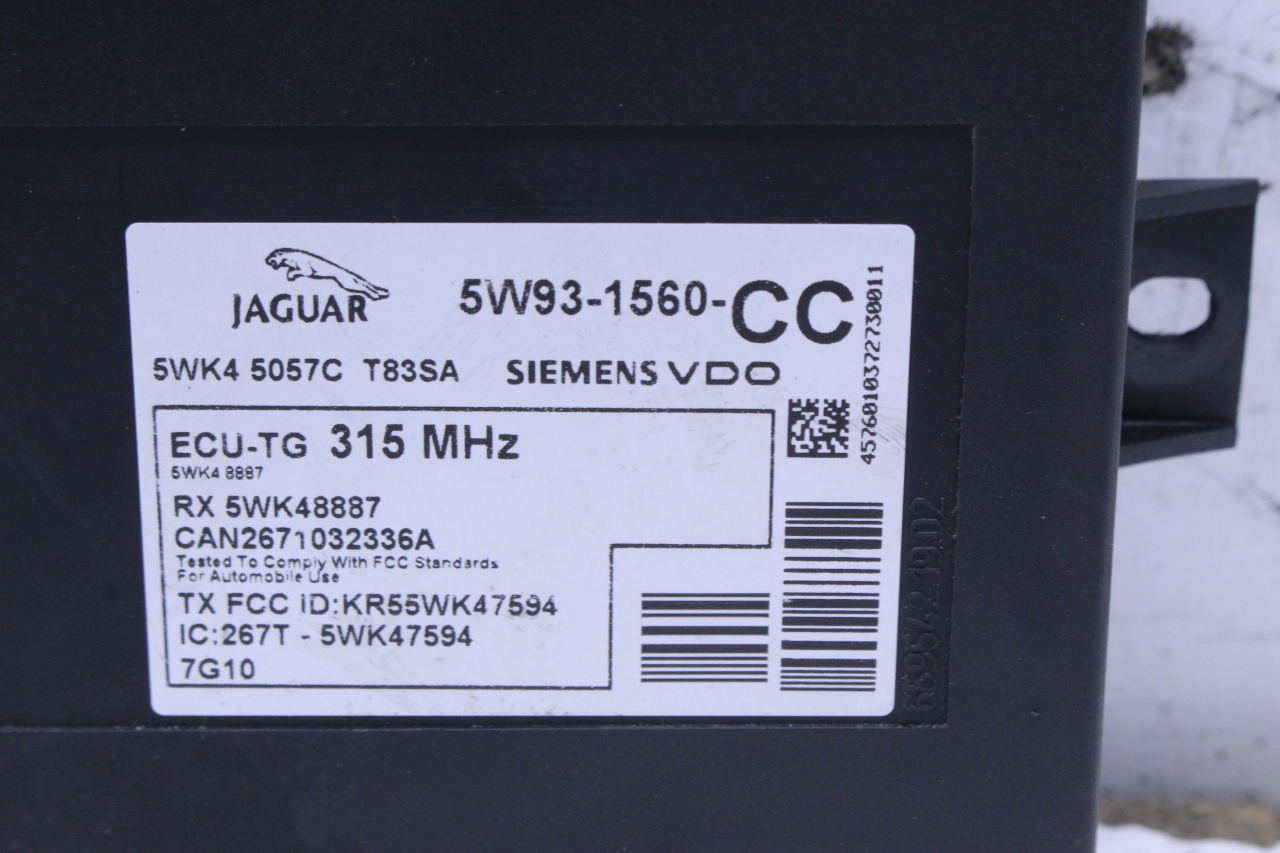 JAGUAR
5W93-1560-CC
5WK4 5057C T83SA SIEMENS VDO
4576010372730011
ECU-TG 315 MHz
5WK4 8887
RX 5WK48887
CAN2671032336A
Tested To Comply With FCC Standards
For Automobile Use
TX FCC ID:KR55WK47594
IC:267T - 5WK47594
7G10